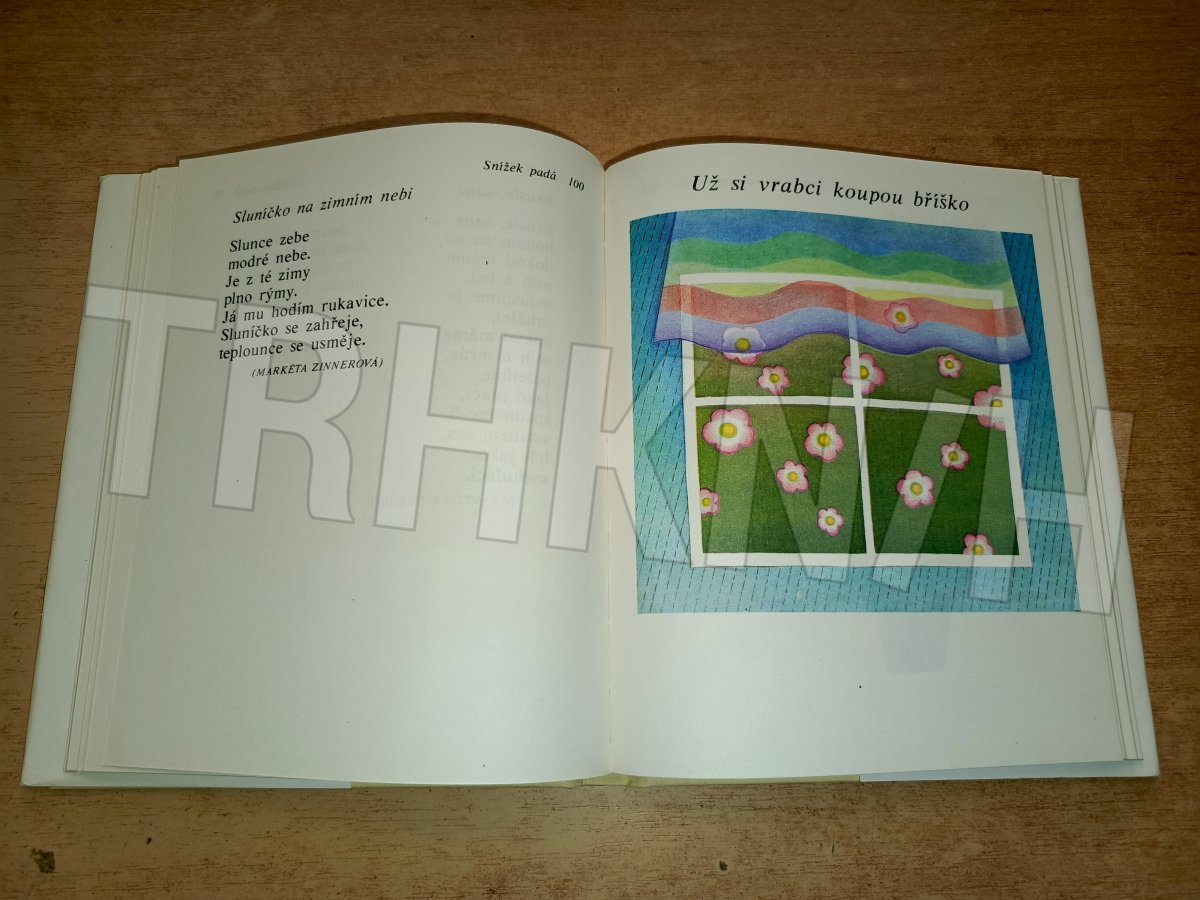 Snížek padá 100
Sluníčko na zimním nebi
Slunce zebe
modré nebe.
Je z té zimy
plno rýmy.
Já mu hodím rukavice.
Sluníčko se zahřeje,
teplounce se usměje.
(MARKÉTA ZINNEROVÁ)
Už si vrabci koupou bříško
TRHKNIH